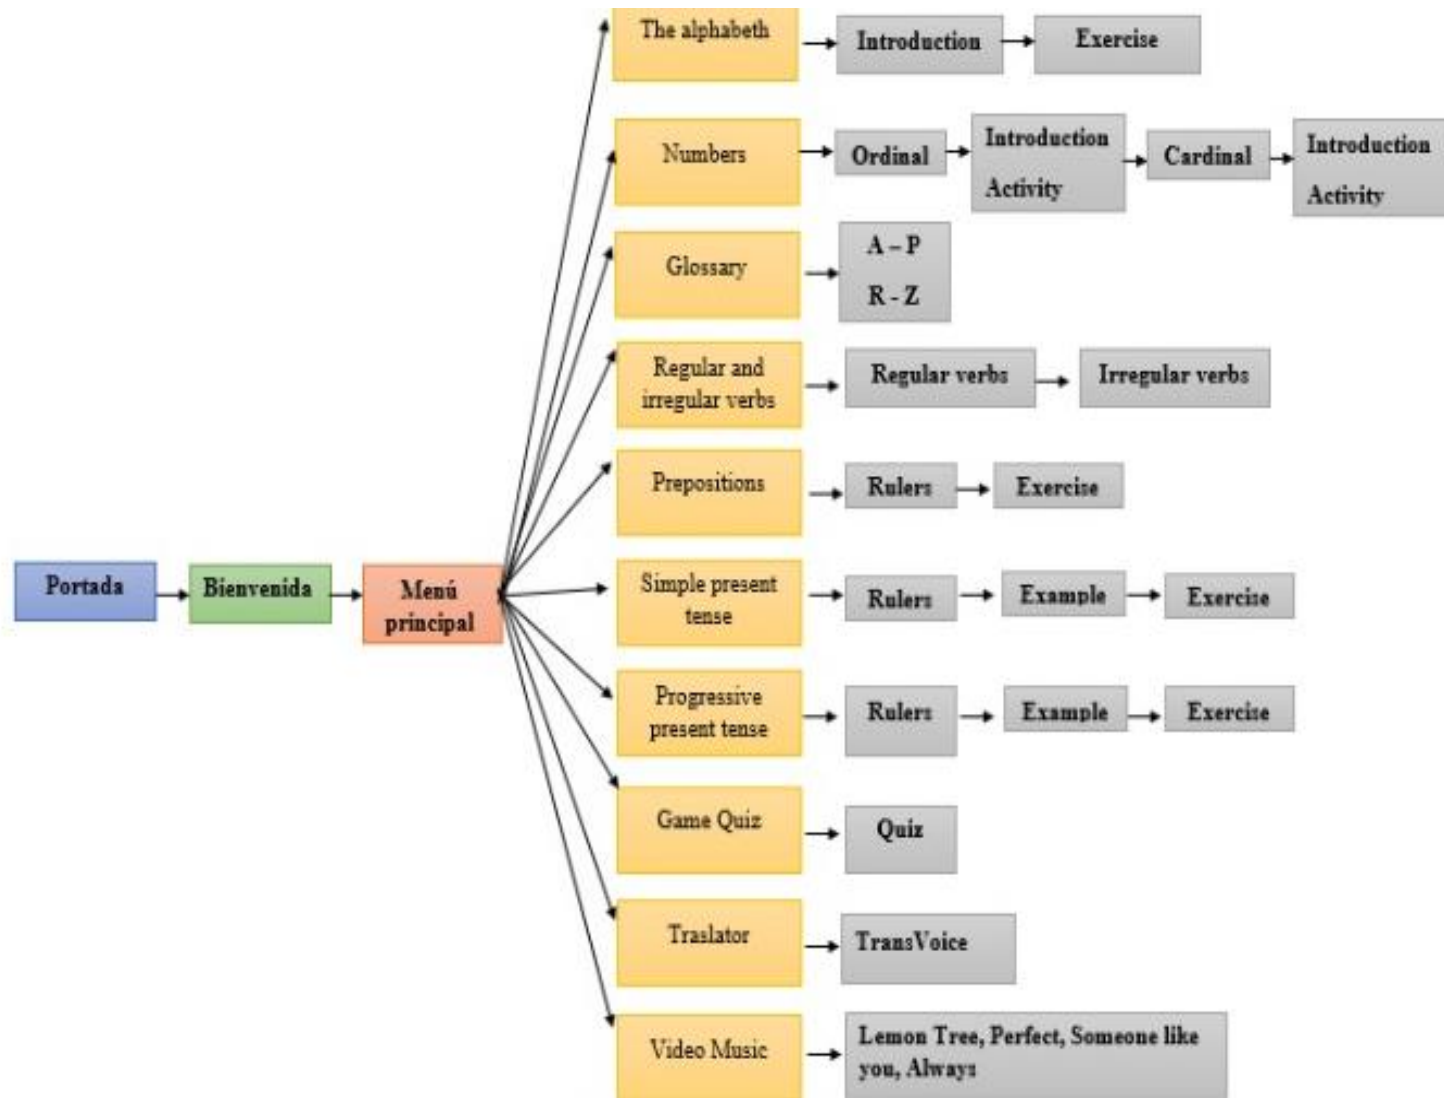 The alphabeth
Introduction
Exercise
Numbers
Ordinal
Introduction
Activity
Cardinal
Introduction
Activity
Glossary
A – P
R - Z
Regular and
irregular verbs
Regular verbs
Irregular verbs
Prepositions
Rulers
Exercise
Portada
Bienvenida
Menú
principal
Simple present
tense
Rulers
Example
Exercise
Progressive
present tense
Rulers
Example
Exercise
Game Quiz
Quiz
Traslator
TransVoice
Video Music
Lemon Tree, Perfect, Someone like
you, Always